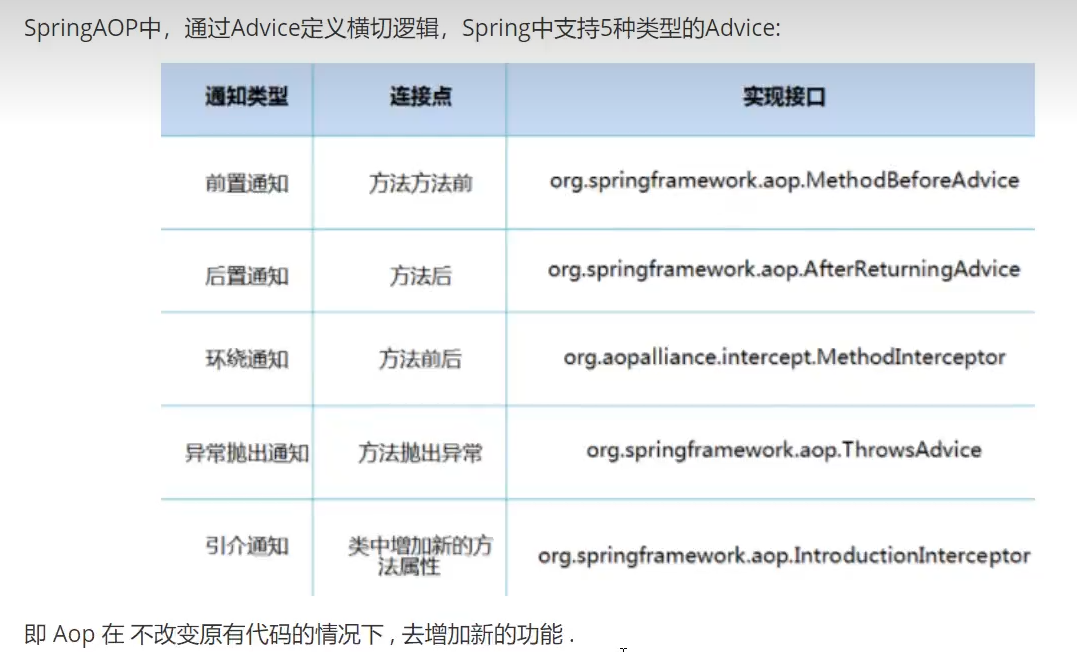 SpringAOP中，通过Advice定义横切逻辑，Spring中支持5种类型的Advice:
通知类型 连接点 实现接口
前置通知 方法方法前 org.springframework.aop.MethodBeforeAdvice
后置通知 方法后 org.springframework.aop.AfterReturningAdvice
环绕通知 方法前后 org.aopalliance.intercept.MethodInterceptor
异常抛出通知 方法抛出异常 org.springframework.aop.ThrowsAdvice
引介通知 类中增加新的方
法属性 org.springframework.aop.IntroductionInterceptor
即 Aop 在 不改变原有代码的情况下 , 去增加新的功能 .